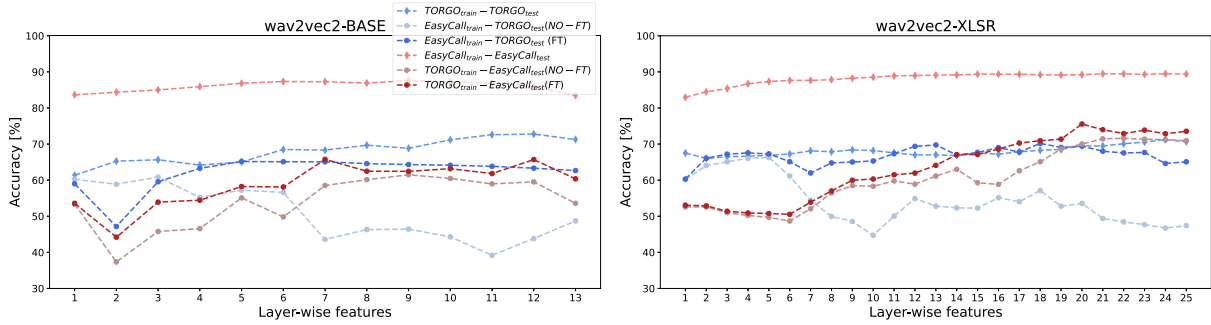 wav2vec2-BASE
TORGO_train − TORGO_test
EasyCall_train − TORGO_test(NO − FT)
EasyCall_train − TORGO_test (FT)
EasyCall_train − EasyCall_test
TORGO_train − EasyCall_test(NO − FT)
TORGO_train − EasyCall_test(FT)
Accuracy [%]
100
90
80
70
60
50
40
30
1 2 3 4 5 6 7 8 9 10 11 12 13
Layer-wise features
wav2vec2-XLSR
Accuracy [%]
100
90
80
70
60
50
40
30
1 2 3 4 5 6 7 8 9 10 11 12 13 14 15 16 17 18 19 20 21 22 23 24 25
Layer-wise features